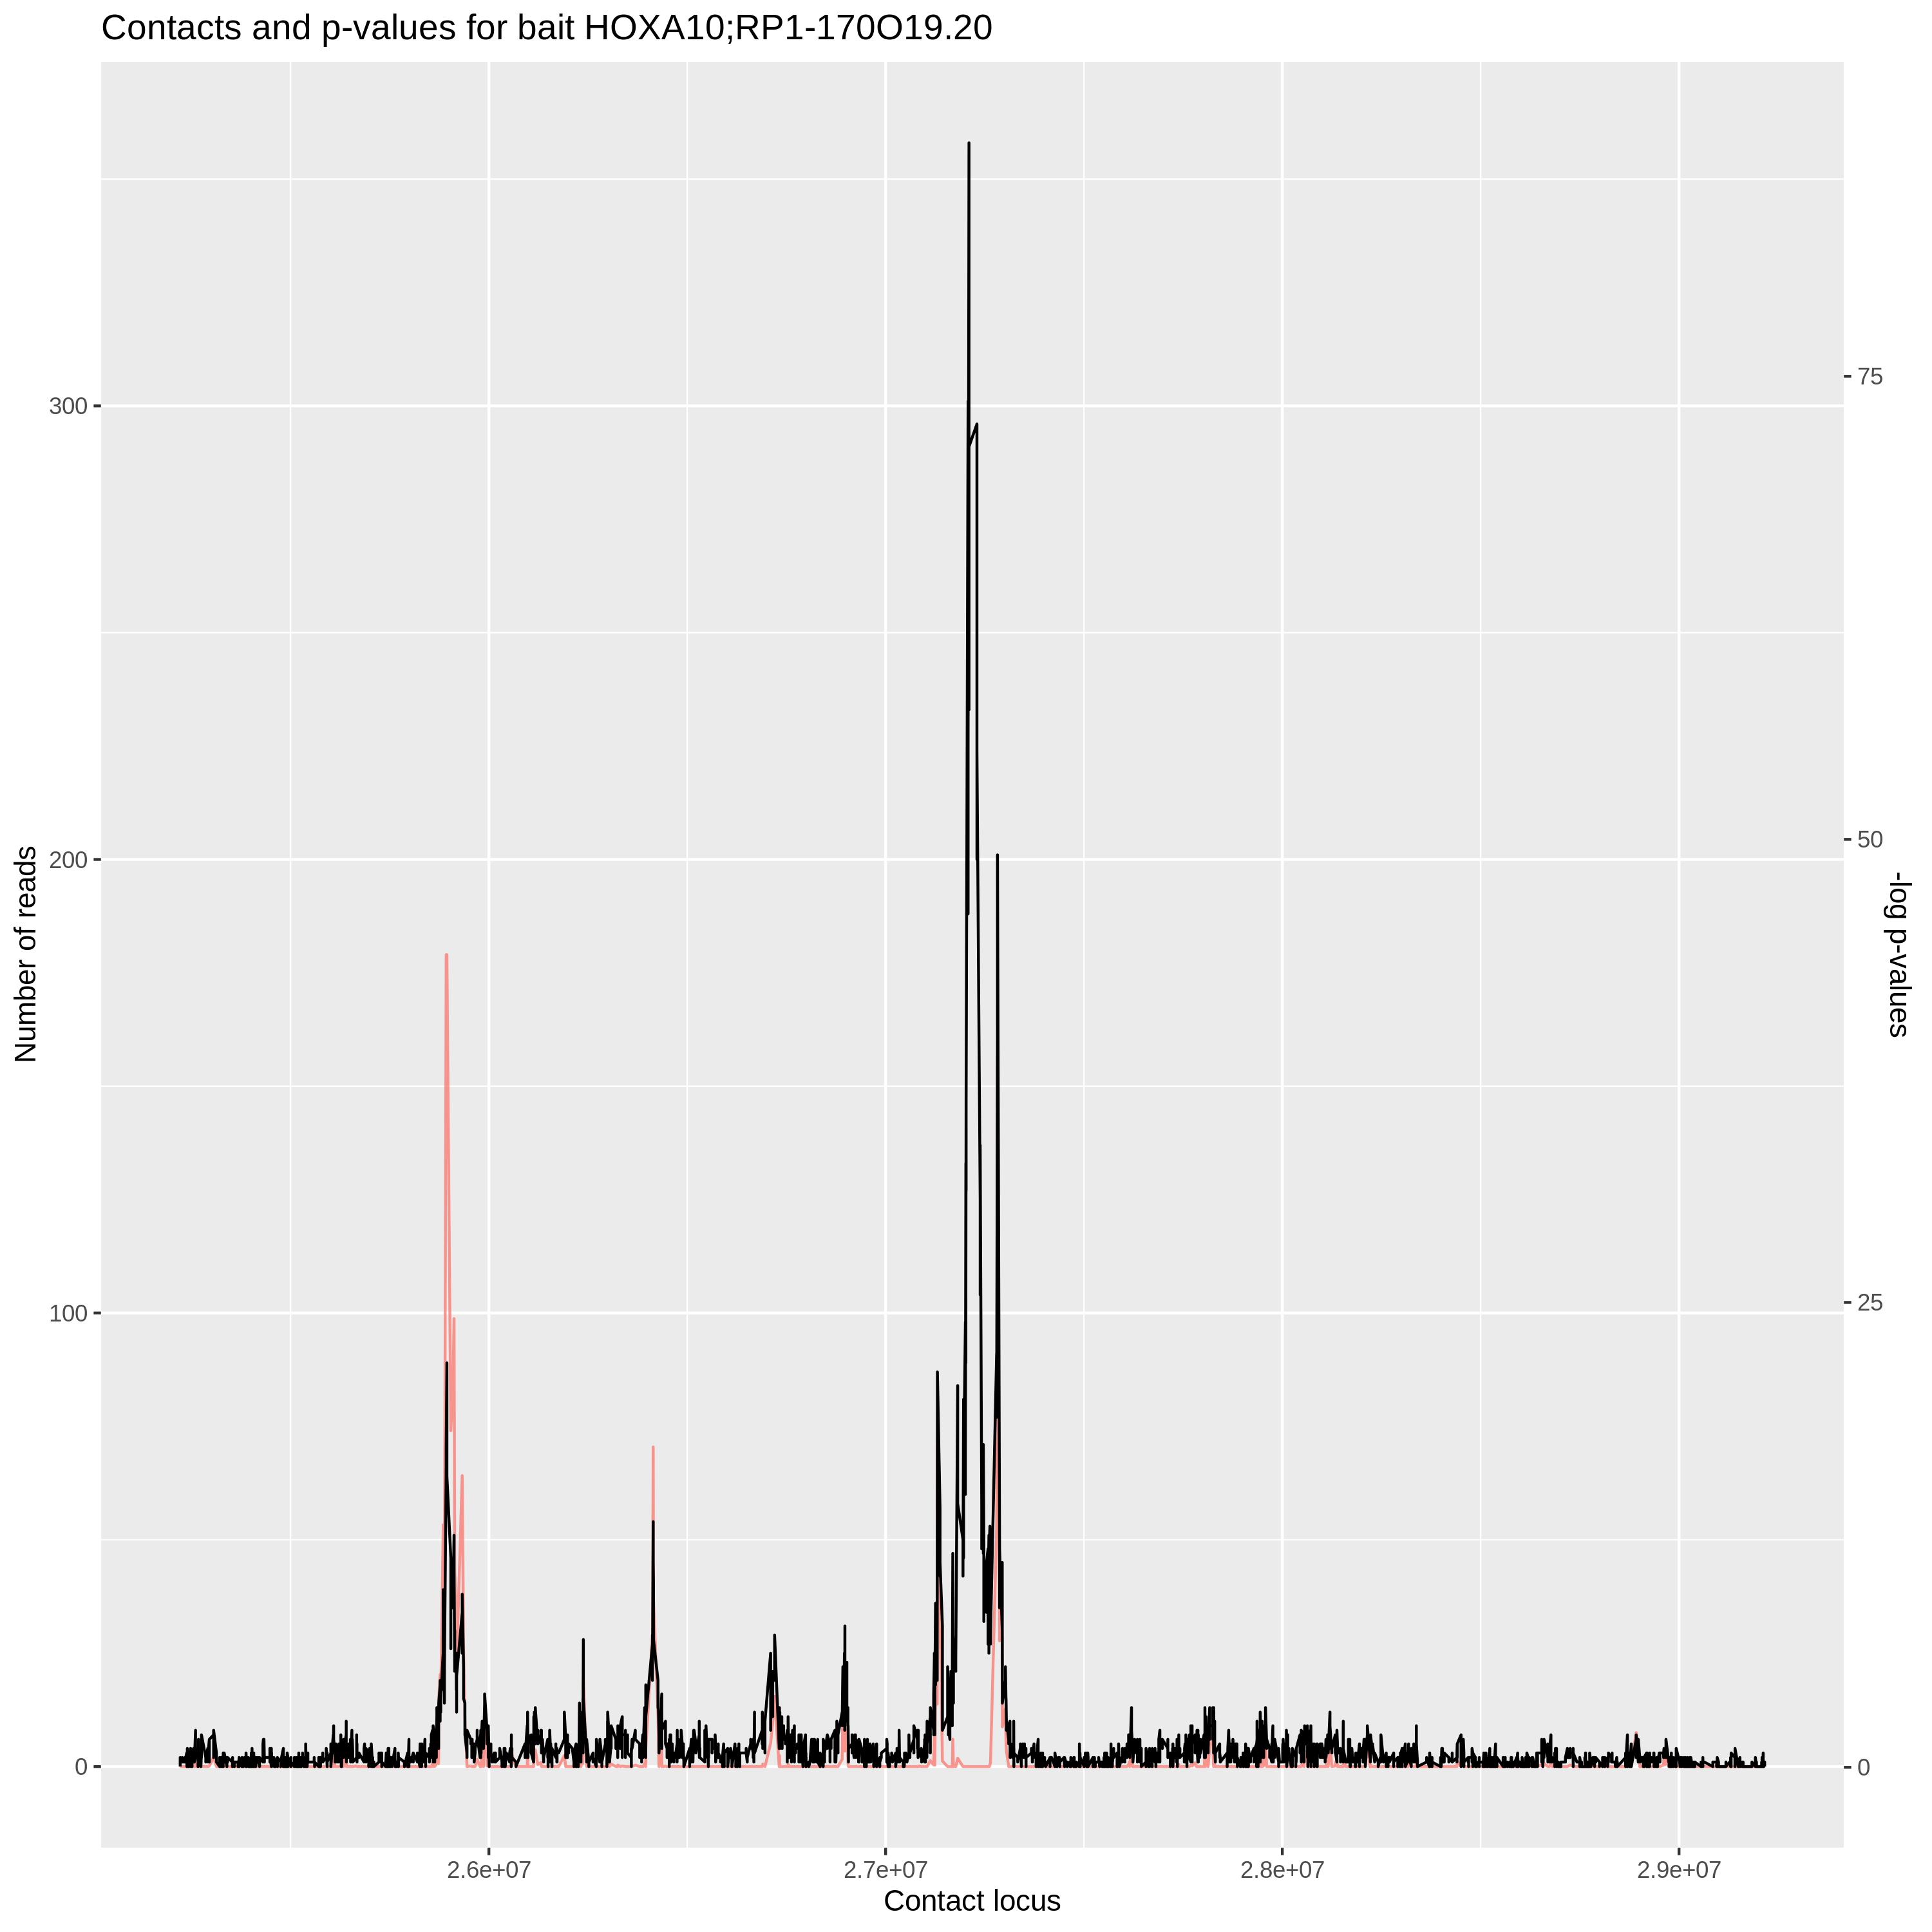 Contacts and p-values for bait HOXA10;RP1-170O19.20
300
200
100
0
Number of reads
75
50
25
0
-log p-values
2.6e+07 2.7e+07 2.8e+07 2.9e+07
Contact locus